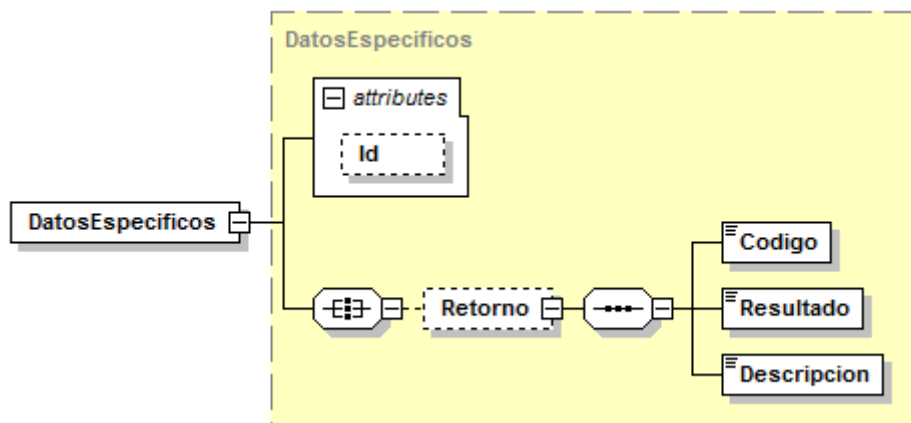 DatosEspecificos
attributes
Id
DatosEspecificos
Codigo
Retorno
Resultado
Descripcion